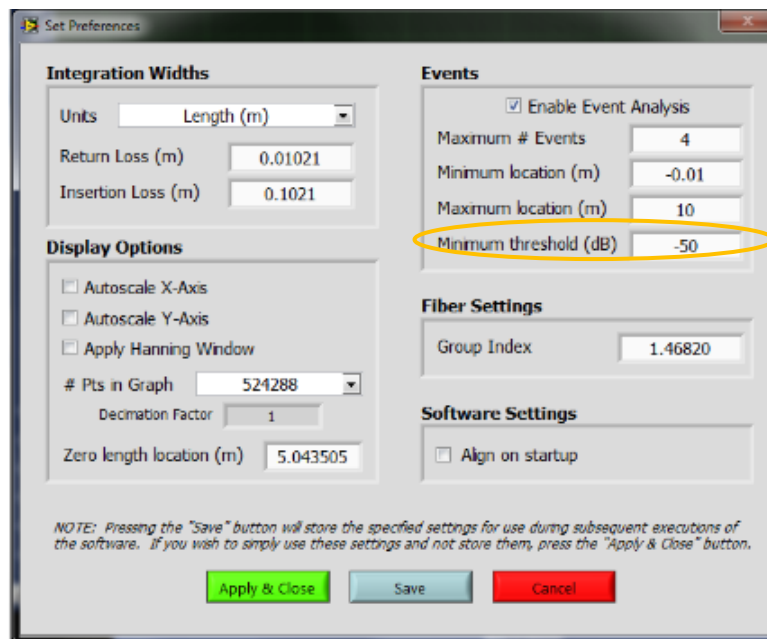 Set Preferences
Integration Widths
Units Length (m)
Return Loss (m) 0.01021
Insertion Loss (m) 0.1021
Display Options
Autoscale X-Axis
Autoscale Y-Axis
Apply Hanning Window
# Pts in Graph 524288
Decimation Factor 1
Zero length location (m) 5.043505
Events
Enable Event Analysis
Maximum # Events 4
Minimum location (m) -0.01
Maximum location (m) 10
Minimum threshold (dB) -50
Fiber Settings
Group Index 1.46820
Software Settings
Align on startup
NOTE: Pressing the "Save" button will store the specified settings for use during subsequent executions of
the software. If you wish to simply use these settings and not store them, press the "Apply & Close" button.
Apply & Close Save Cancel